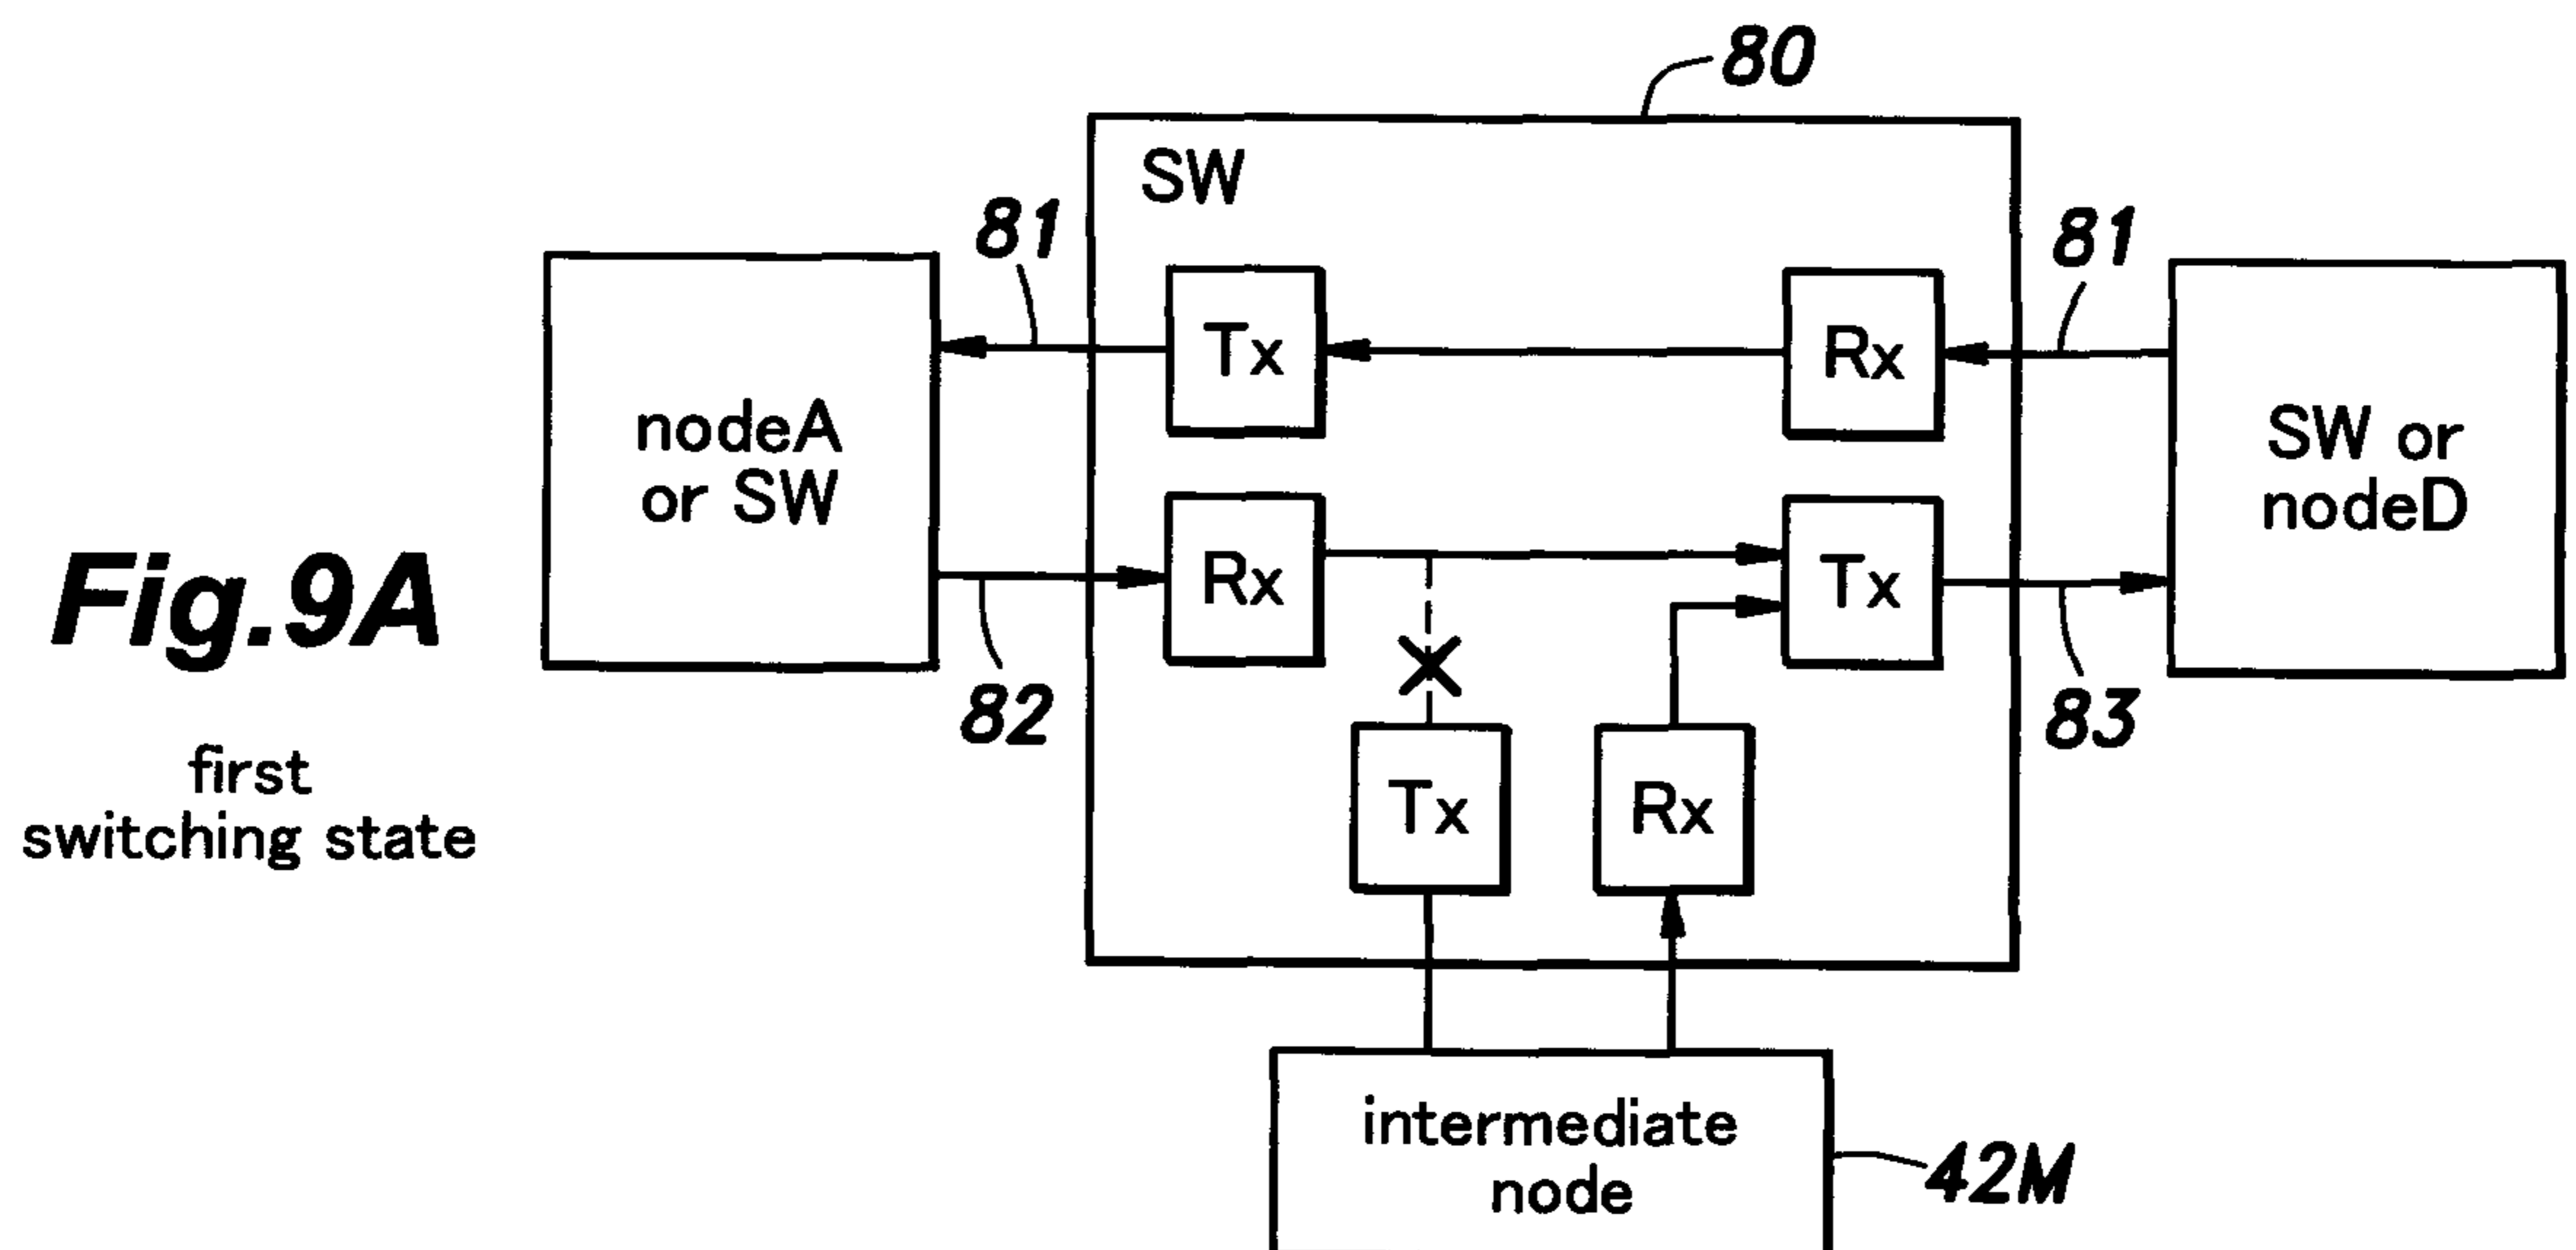 80
SW
81
81
Tx
Rx
nodeA
or SW
SW or
nodeD
Rx
Tx
Fig.9A
82
83
first
switching state
Tx
Rx
intermediate
node
42M